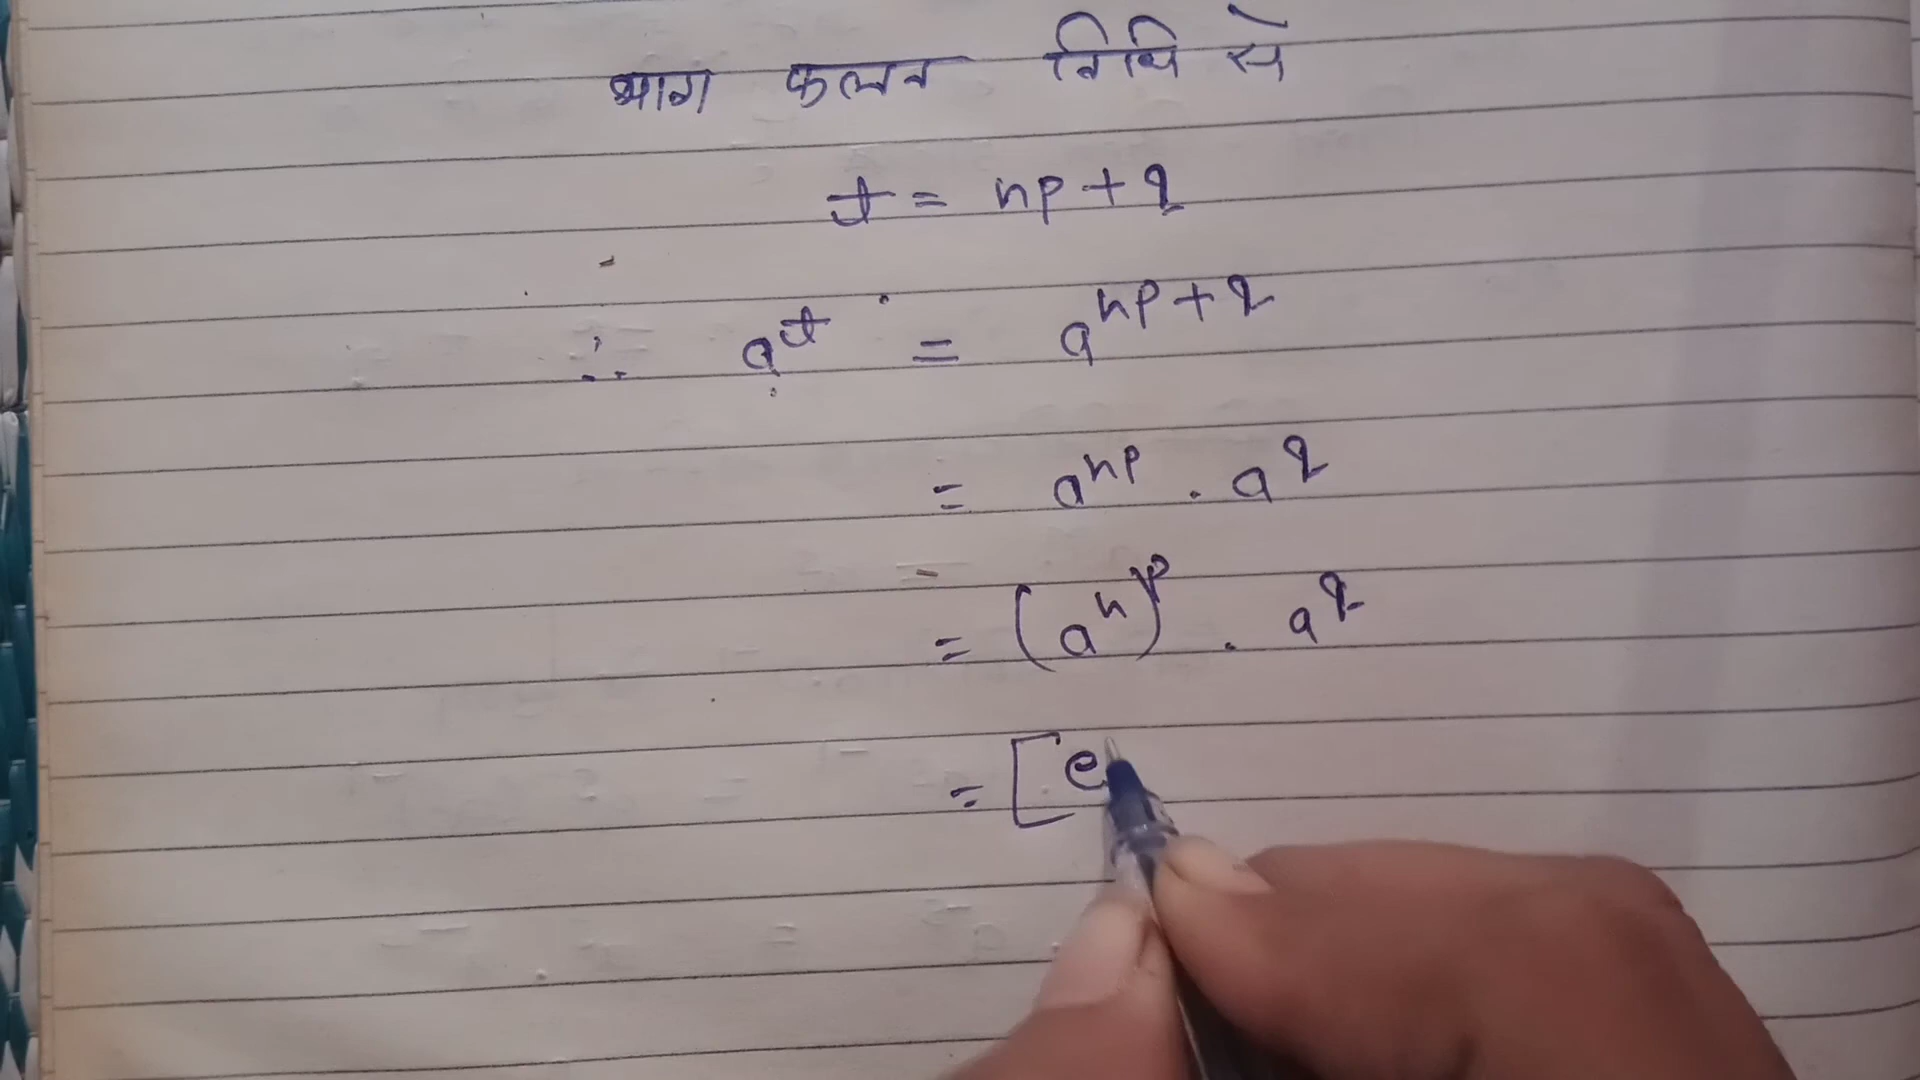 भाग कलन विधि से
t = np + q
∴ a^t = a^{np+q}
= a^{np} . a^q
= (a^n)^p . a^q
= [e